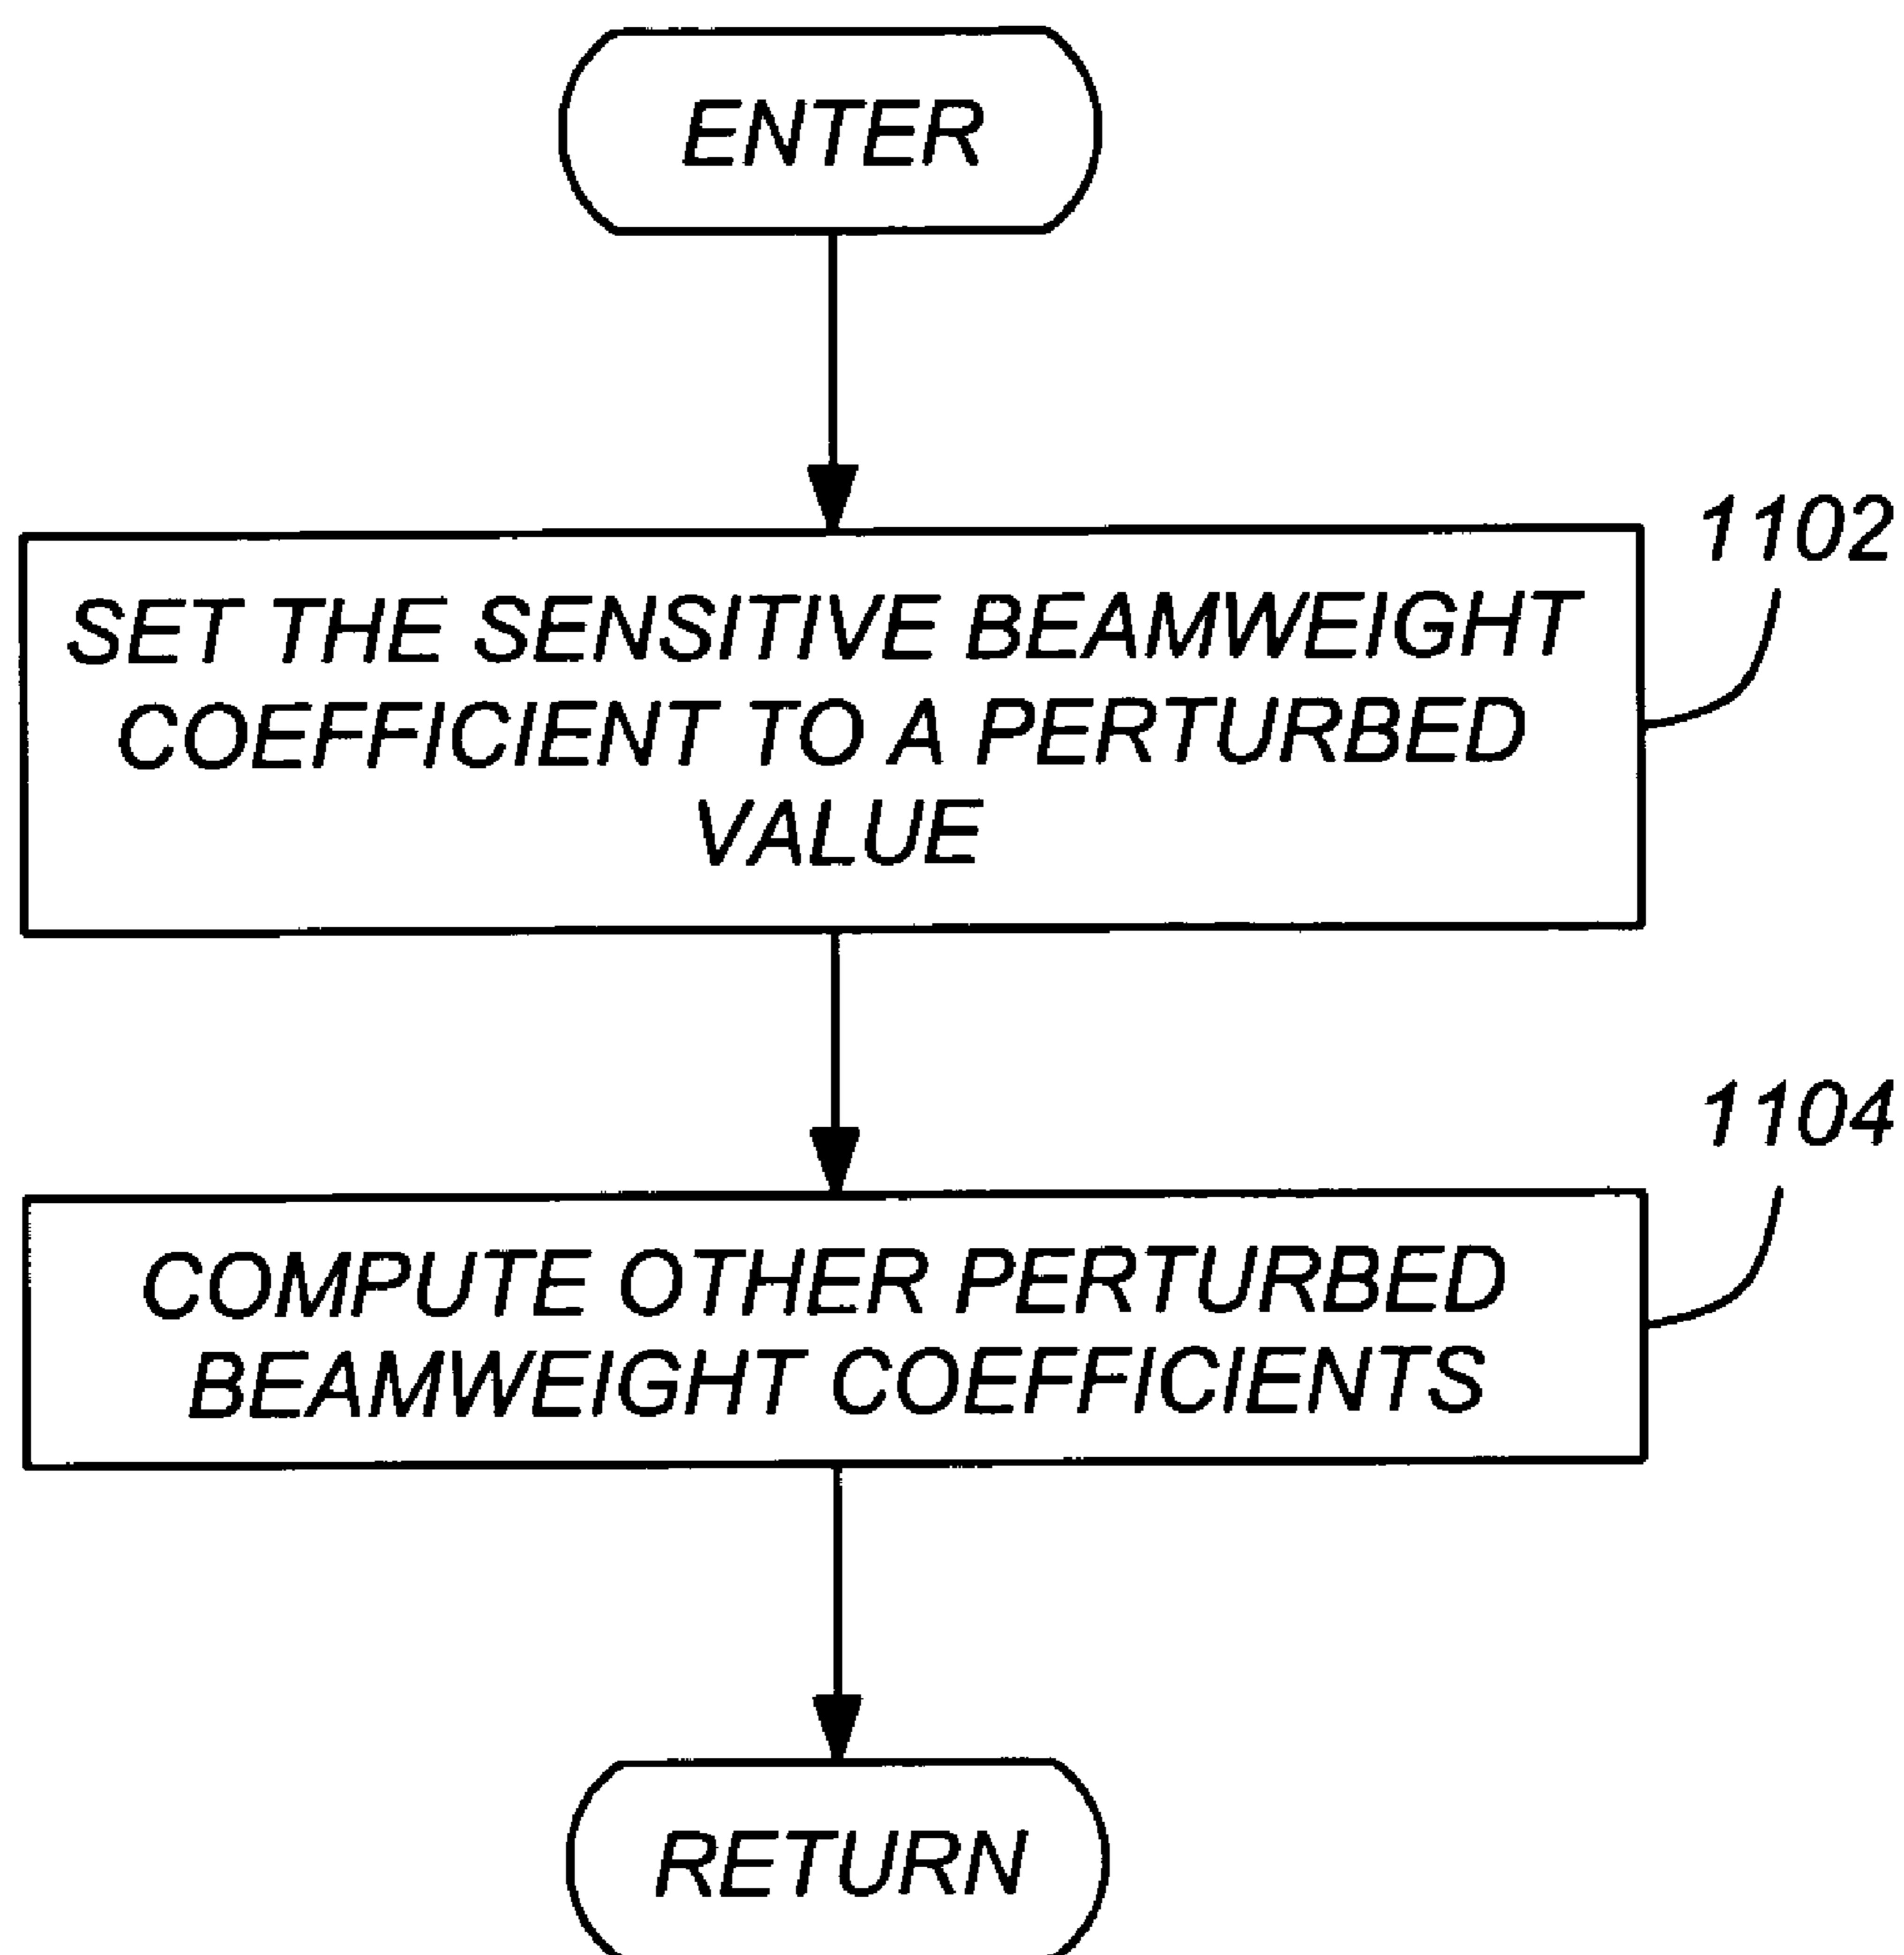 ENTER
1102
SET THE SENSITIVE BEAMWEIGHT
COEFFICIENT TO A PERTURBED
VALUE
1104
COMPUTE OTHER PERTURBED
BEAMWEIGHT COEFFICIENTS
RETURN